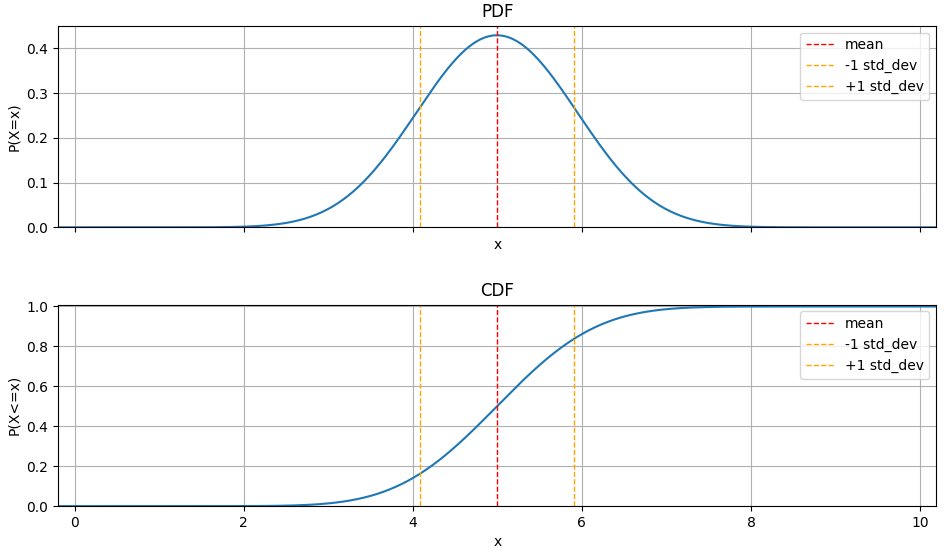 PDF
0.4
0.3
0.2
0.1
0.0
P(X=x)
mean
-1 std_dev
+1 std_dev
x
CDF
1.0
0.8
0.6
0.4
0.2
0.0
P(X<=x)
mean
-1 std_dev
+1 std_dev
0 2 4 6 8 10
x